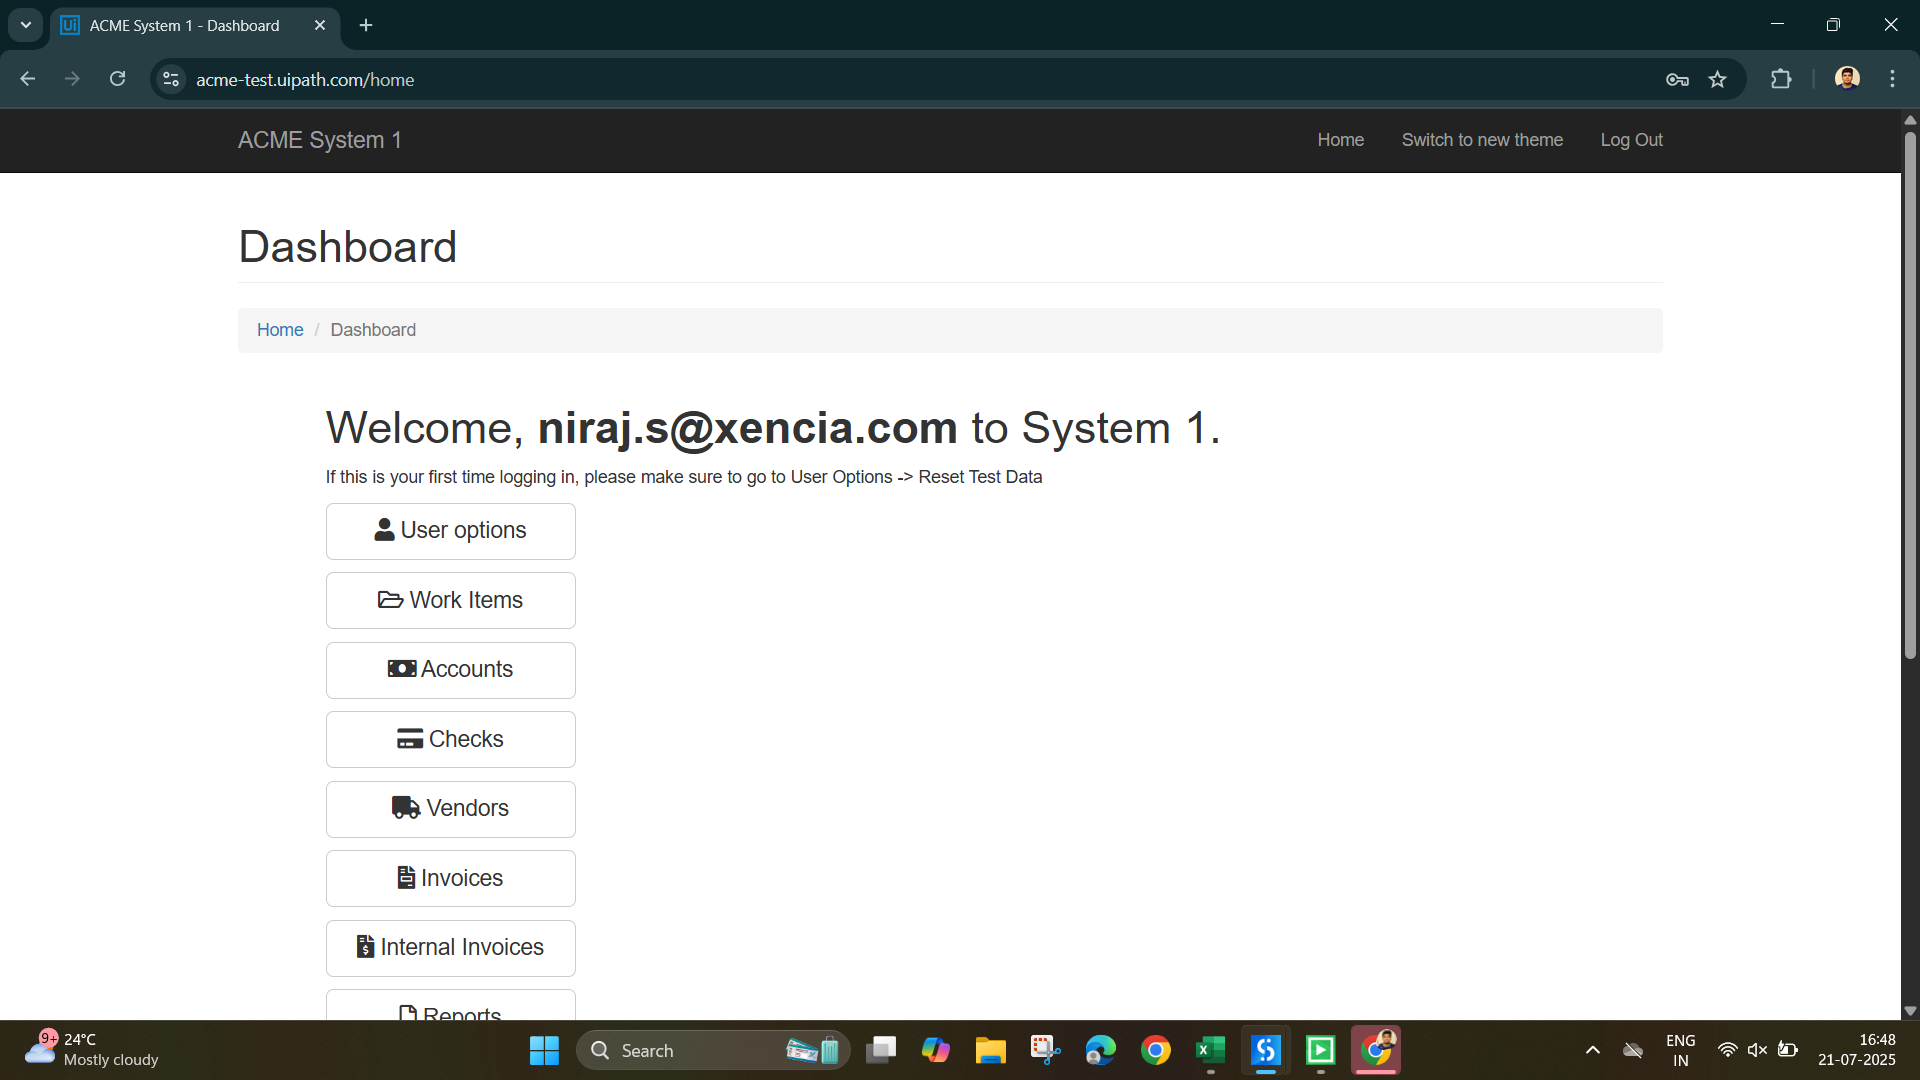 Ui ACME System 1 - Dashboard
acme-test.uipath.com/home
ACME System 1
Home Switch to new theme Log Out
Dashboard
Home / Dashboard
Welcome, niraj.s@xencia.com to System 1.
If this is your first time logging in, please make sure to go to User Options -> Reset Test Data
User options
Work Items
Accounts
Checks
Vendors
Invoices
Internal Invoices
Reports
9+ 24°C
Mostly cloudy
Search
ENG
IN
16:48
21-07-2025